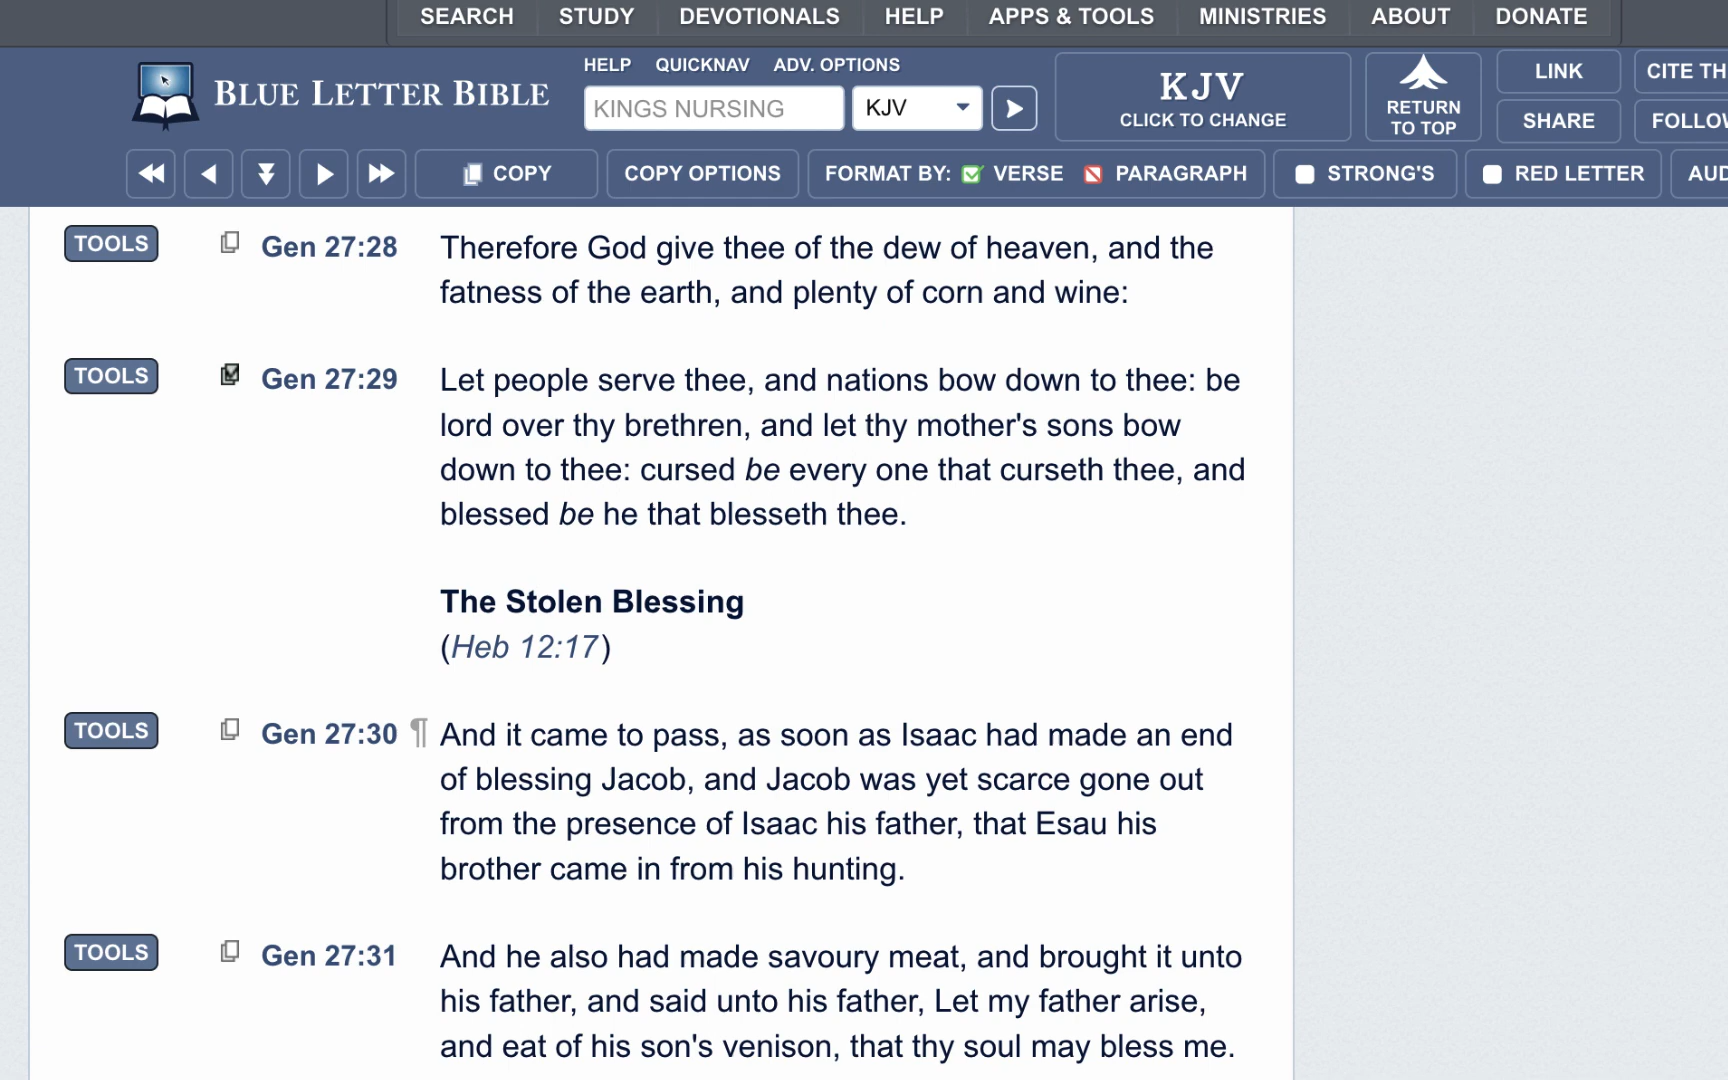 SEARCH STUDY DEVOTIONALS HELP APPS & TOOLS MINISTRIES ABOUT DONATE
BLUE LETTER BIBLE
HELP QUICKNAV ADV. OPTIONS
KINGS NURSING KJV
KJV
CLICK TO CHANGE
RETURN
TO TOP
LINK
CITE TH
SHARE
FOLLOW
COPY COPY OPTIONS FORMAT BY: VERSE PARAGRAPH STRONG'S RED LETTER AUD
TOOLS Gen 27:28 Therefore God give thee of the dew of heaven, and the
fatness of the earth, and plenty of corn and wine:
TOOLS Gen 27:29 Let people serve thee, and nations bow down to thee: be
lord over thy brethren, and let thy mother's sons bow
down to thee: cursed be every one that curseth thee, and
blessed be he that blesseth thee.
The Stolen Blessing
(Heb 12:17)
TOOLS Gen 27:30 ¶ And it came to pass, as soon as Isaac had made an end
of blessing Jacob, and Jacob was yet scarce gone out
from the presence of Isaac his father, that Esau his
brother came in from his hunting.
TOOLS Gen 27:31 And he also had made savoury meat, and brought it unto
his father, and said unto his father, Let my father arise,
and eat of his son's venison, that thy soul may bless me.